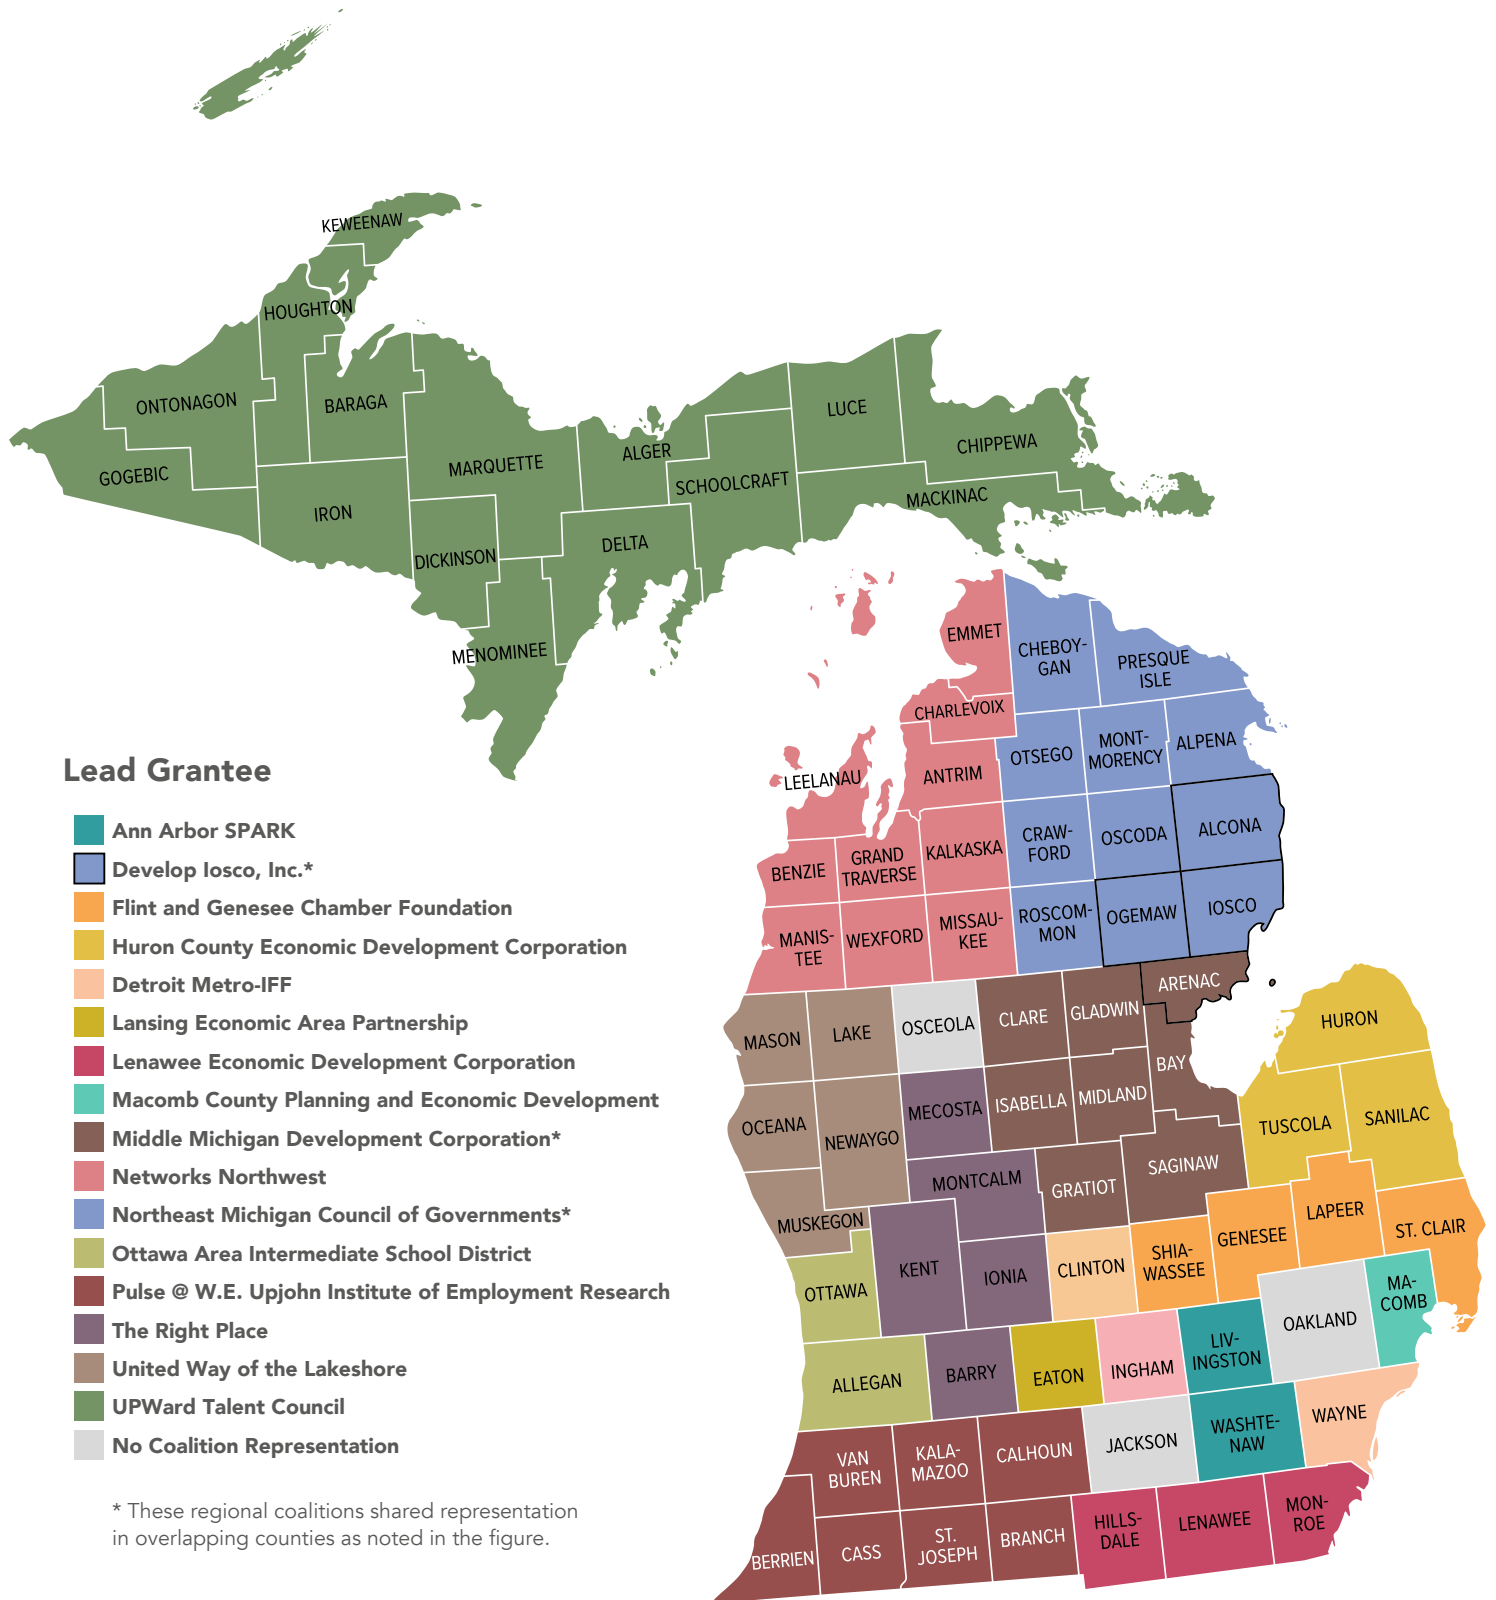 KEWEENAW
HOUGHTON
ONTONAGON
BARAGA
GOGEBIC
IRON
MARQUETTE
ALGER
LUCE
CHIPPEWA
SCHOOLCRAFT
MACKINAC
DICKINSON
DELTA
MENOMINEE
EMMET
CHEBOY-
GAN
PRESQUE
ISLE
CHARLEVOIX
OTSEGO
MONT-
MORENCY
ALPENA
LEELANAU
ANTRIM
BENZIE
GRAND
TRAVERSE
KALKASKA
CRAW-
FORD
OSCODA
ALCONA
MANIS-
TEE
WEXFORD
MISSAU-
KEE
ROSCOM-
MON
OGEMAW
IOSCO
MASON
LAKE
OSCEOLA
CLARE
GLADWIN
ARENAC
HURON
BAY
OCEANA
NEWAYGO
MECOSTA
ISABELLA
MIDLAND
TUSCOLA
SANILAC
MUSKEGON
MONTCALM
GRATIOT
SAGINAW
KENT
IONIA
CLINTON
SHIA-
WASSEE
GENESEE
LAPEER
ST. CLAIR
OTTAWA
ALLEGAN
BARRY
EATON
INGHAM
LIV-
INGSTON
OAKLAND
MA-
COMB
VAN
BUREN
KALA-
MAZOO
CALHOUN
JACKSON
WASHTE-
NAW
WAYNE
BERRIEN
CASS
ST.
JOSEPH
BRANCH
HILLS-
DALE
LENAWEE
MON-
ROE
Lead Grantee
Ann Arbor SPARK
Develop Iosco, Inc.*
Flint and Genesee Chamber Foundation
Huron County Economic Development Corporation
Detroit Metro-IFF
Lansing Economic Area Partnership
Lenawee Economic Development Corporation
Macomb County Planning and Economic Development
Middle Michigan Development Corporation*
Networks Northwest
Northeast Michigan Council of Governments*
Ottawa Area Intermediate School District
Pulse @ W.E. Upjohn Institute of Employment Research
The Right Place
United Way of the Lakeshore
UPWard Talent Council
No Coalition Representation
* These regional coalitions shared representation
in overlapping counties as noted in the figure.